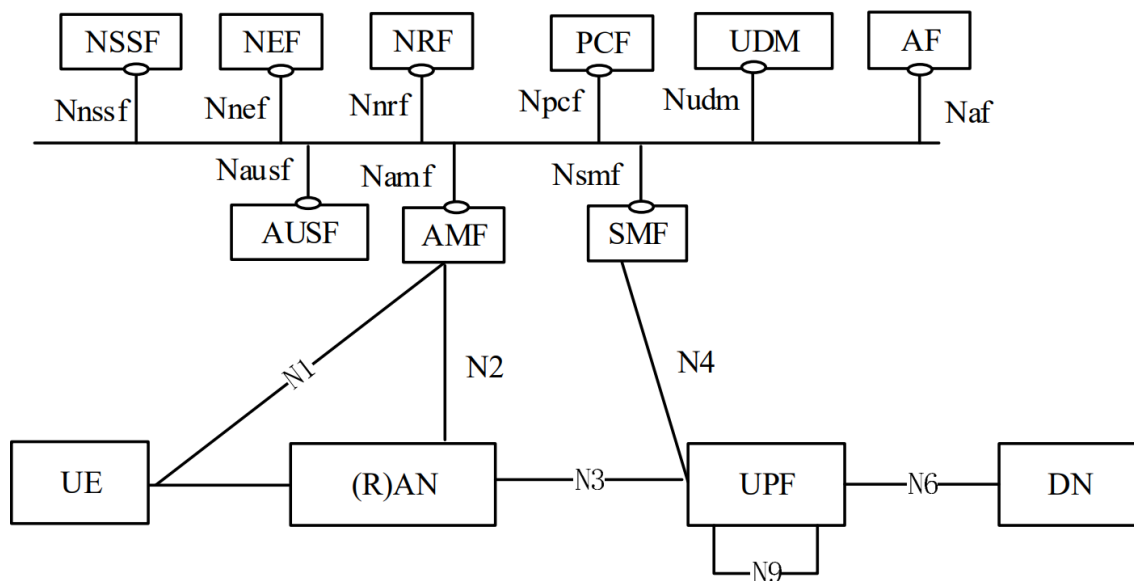 NSSF NEF NRF PCF UDM AF
Nnssf Nnef Nnrf Npcf Nudm Naf
Nausf Namf Nsmf
AUSF AMF SMF
N1 N2 N4
UE (R)AN N3 UPF N6 DN
N9